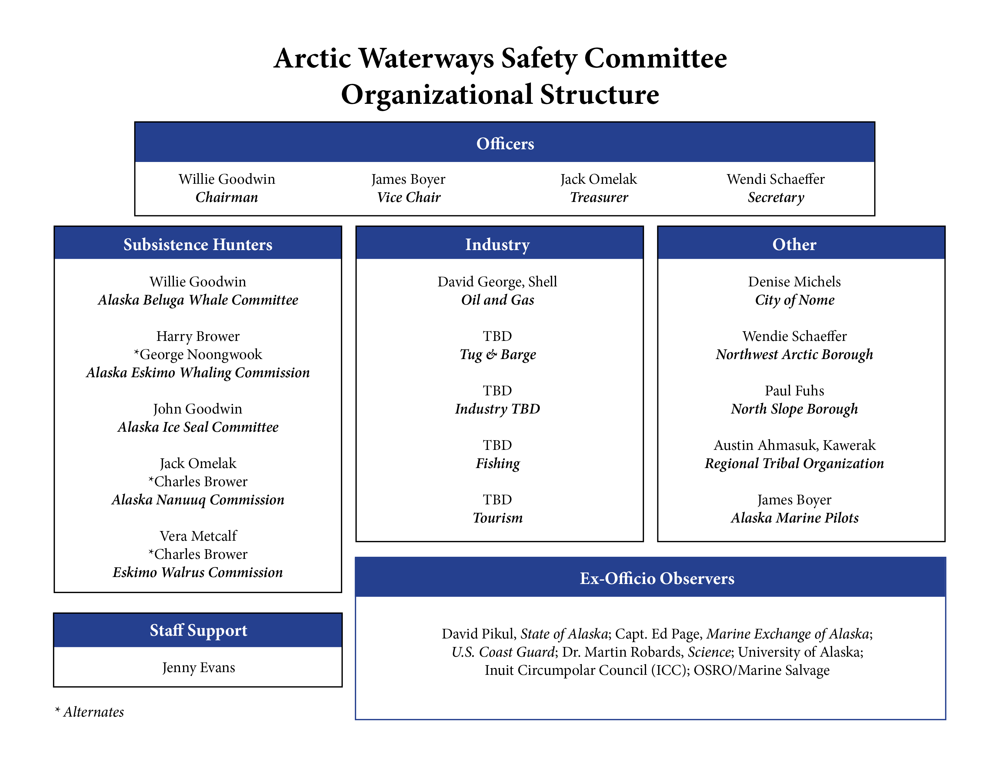 Arctic Waterways Safety Committee
Organizational Structure
Officers
Willie Goodwin
Chairman
James Boyer
Vice Chair
Jack Omelak
Treasurer
Wendi Schaeffer
Secretary
Subsistence Hunters
Willie Goodwin
Alaska Beluga Whale Committee
Harry Brower
*George Noongwook
Alaska Eskimo Whaling Commission
John Goodwin
Alaska Ice Seal Committee
Jack Omelak
*Charles Brower
Alaska Nanuuq Commission
Vera Metcalf
*Charles Brower
Eskimo Walrus Commission
Industry
David George, Shell
Oil and Gas
TBD
Tug & Barge
TBD
Industry TBD
TBD
Fishing
TBD
Tourism
Other
Denise Michels
City of Nome
Wendie Schaeffer
Northwest Arctic Borough
Paul Fuhs
North Slope Borough
Austin Ahmasuk, Kawerak
Regional Tribal Organization
James Boyer
Alaska Marine Pilots
Staff Support
Jenny Evans
* Alternates
Ex-Officio Observers
David Pikul, State of Alaska; Capt. Ed Page, Marine Exchange of Alaska;
U.S. Coast Guard; Dr. Martin Robards, Science; University of Alaska;
Inuit Circumpolar Council (ICC); OSRO/Marine Salvage